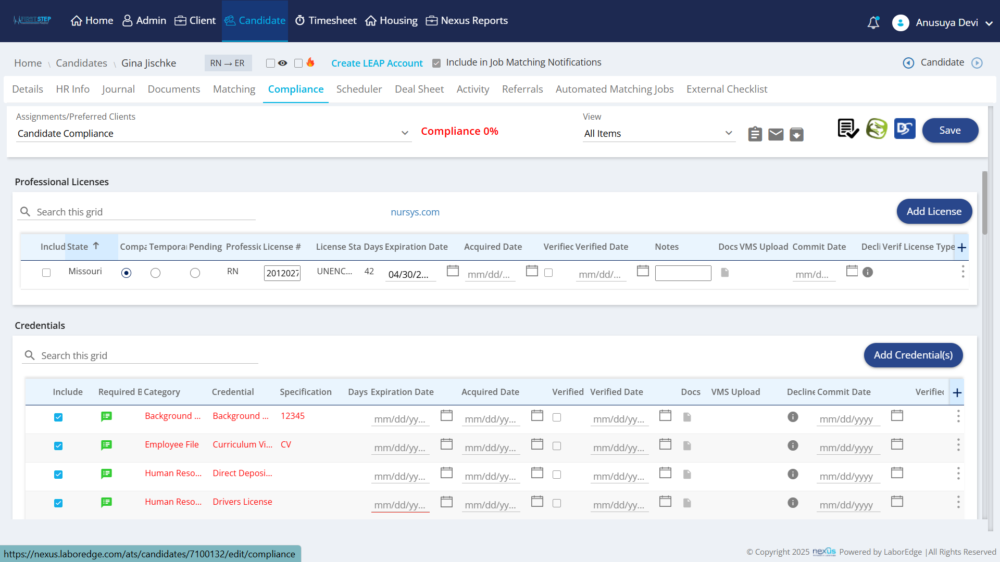 FIRST STEP
Home
Admin
Client
Candidate
Timesheet
Housing
Nexus Reports
Anusuya Devi
Home \ Candidates \ Gina Jischke
RN → ER
Create LEAP Account
Include in Job Matching Notifications
Candidate
Details
HR Info
Journal
Documents
Matching
Compliance
Scheduler
Deal Sheet
Activity
Referrals
Automated Matching Jobs
External Checklist
Assignments/Preferred Clients
Candidate Compliance
Compliance 0%
View
All Items
DS
Save
Professional Licenses
Search this grid
nursys.com
Add License
Includ State Compa Temporar Pending Professic License # License Sta Days Expiration Date Acquired Date Verified Verified Date Notes Docs VMS Upload Commit Date Decli Verif License Type +
Missouri RN 2012027 UNENC... 42 04/30/2... mm/dd/... mm/dd/... mm/d...
Credentials
Search this grid
Add Credential(s)
Include Required B Category Credential Specification Days Expiration Date Acquired Date Verified Verified Date Docs VMS Upload Decline Commit Date Verified +
Background ... Background ... 12345 mm/dd/yy... mm/dd/yy... mm/dd/yy... mm/dd/yyyy
Employee File Curriculum Vi... CV mm/dd/yy... mm/dd/yy... mm/dd/yy... mm/dd/yyyy
Human Reso... Direct Deposi... mm/dd/yy... mm/dd/yy... mm/dd/yy... mm/dd/yyyy
Human Reso... Drivers License mm/dd/yy... mm/dd/yy... mm/dd/yy... mm/dd/yyyy
https://nexus.laboredge.com/ats/candidates/7100132/edit/compliance
© Copyright 2025 nexus Powered by LaborEdge |All Rights Reserved